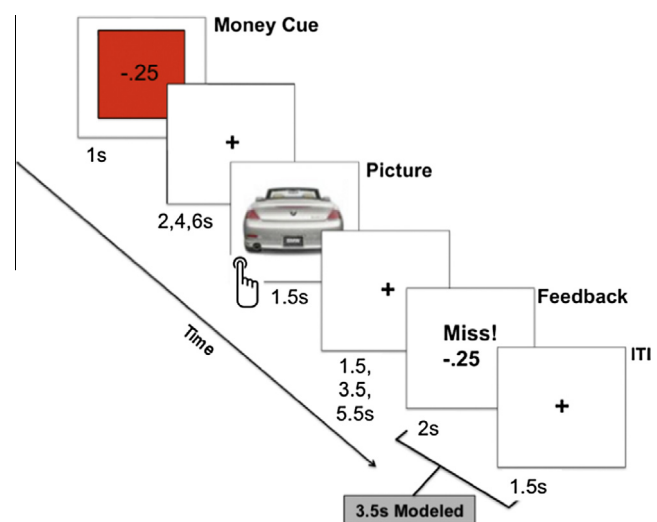 Money Cue
-.25
+
1s
Picture
2,4,6s
+
1.5s
Feedback
Miss!
-.25
ITI
Time
1.5,
3.5,
5.5s
+
2s
1.5s
3.5s Modeled